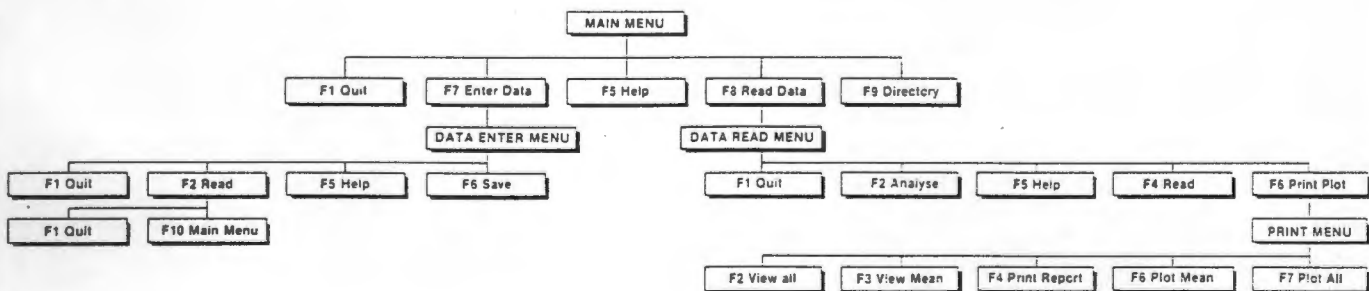 MAIN MENU
F1 Quit
F7 Enter Data
F5 Help
F8 Read Data
F9 Directory
DATA ENTER MENU
DATA READ MENU
F1 Quit
F2 Read
F5 Help
F6 Save
F1 Quit
F2 Analyse
F5 Help
F4 Read
F6 Print Plot
F1 Quit
F10 Main Menu
PRINT MENU
F2 View all
F3 View Mean
F4 Print Report
F6 Plot Mean
F7 Plot All